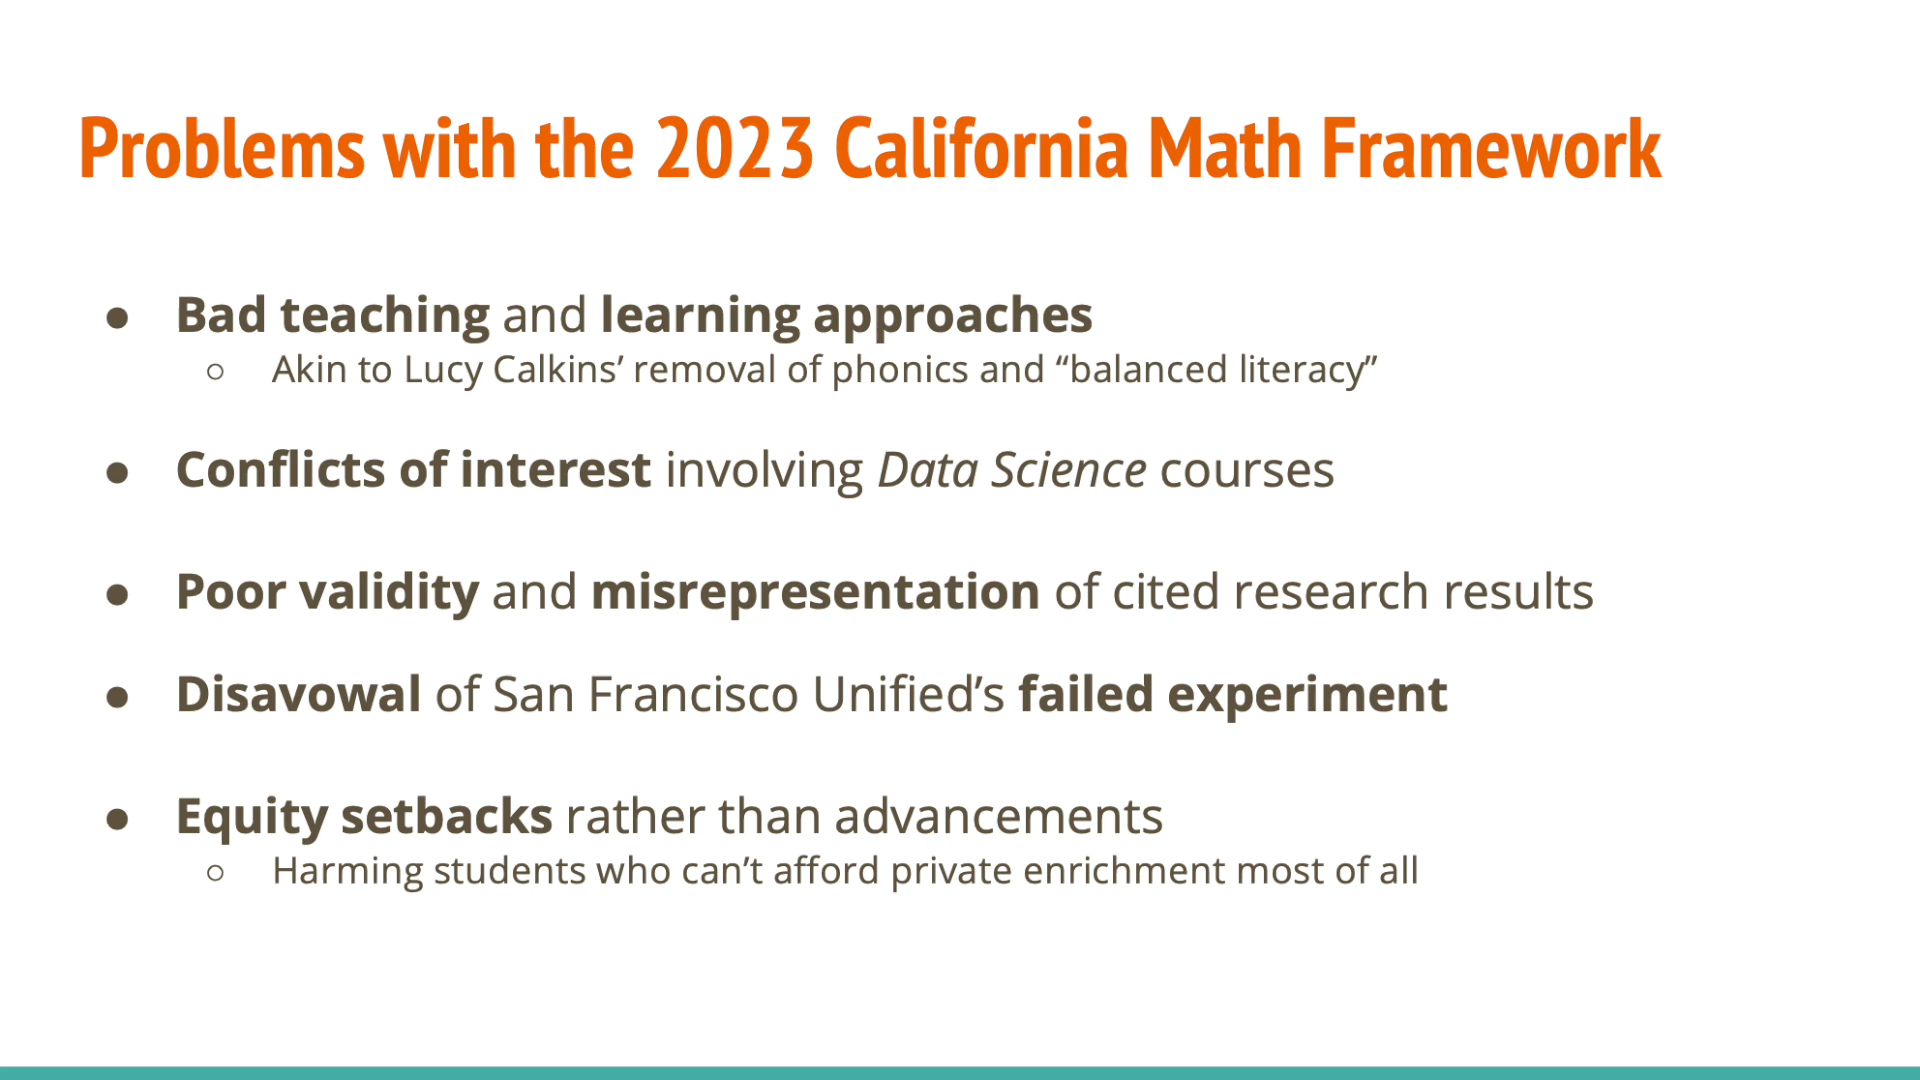 Problems with the 2023 California Math Framework
● Bad teaching and learning approaches
○ Akin to Lucy Calkins’ removal of phonics and “balanced literacy”
● Conflicts of interest involving Data Science courses
● Poor validity and misrepresentation of cited research results
● Disavowal of San Francisco Unified’s failed experiment
● Equity setbacks rather than advancements
○ Harming students who can’t afford private enrichment most of all